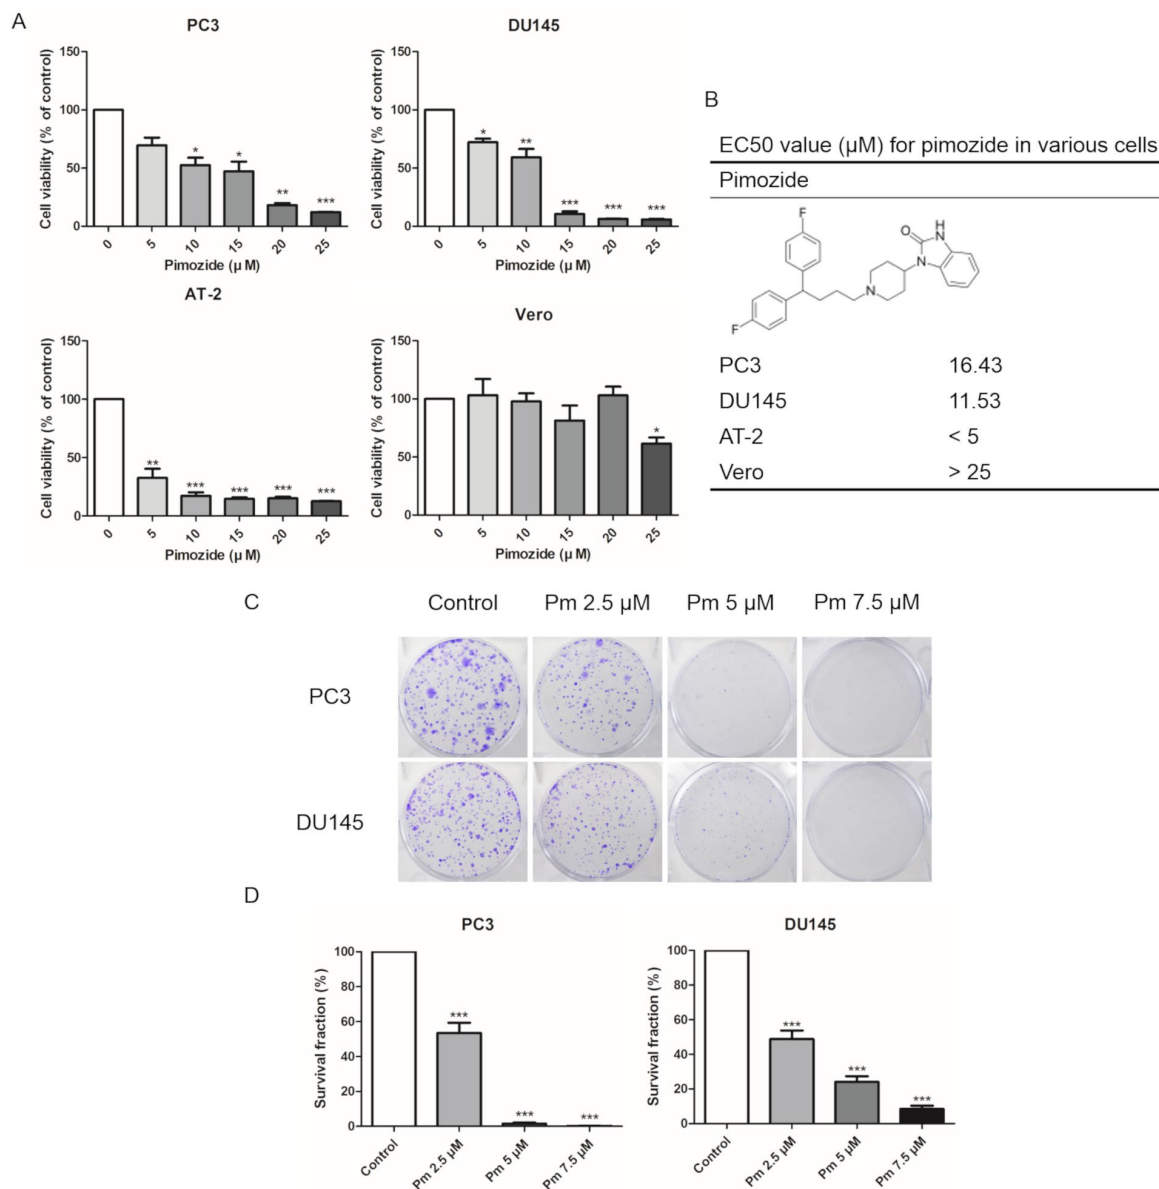 A
PC3
Cell viability (% of control)
150
100
50
0
0 5 10 15 20 25
* * ** ***
Pimozide (µ M)
DU145
Cell viability (% of control)
150
100
50
0
0 5 10 15 20 25
* ** *** *** ***
Pimozide (µ M)
AT-2
Cell viability (% of control)
150
100
50
0
0 5 10 15 20 25
** *** *** *** ***
Pimozide (µ M)
Vero
Cell viability (% of control)
150
100
50
0
0 5 10 15 20 25
*
Pimozide (µ M)
B
EC50 value (µM) for pimozide in various cells
Pimozide
F
F
N
O
N
H
N
PC3 16.43
DU145 11.53
AT-2 < 5
Vero > 25
C
Control Pm 2.5 µM Pm 5 µM Pm 7.5 µM
PC3
DU145
D
PC3
Survival fraction (%)
100
80
60
40
20
0
*** *** ***
Control Pm 2.5 µM Pm 5 µM Pm 7.5 µM
DU145
Survival fraction (%)
100
80
60
40
20
0
*** *** ***
Control Pm 2.5 µM Pm 5 µM Pm 7.5 µM